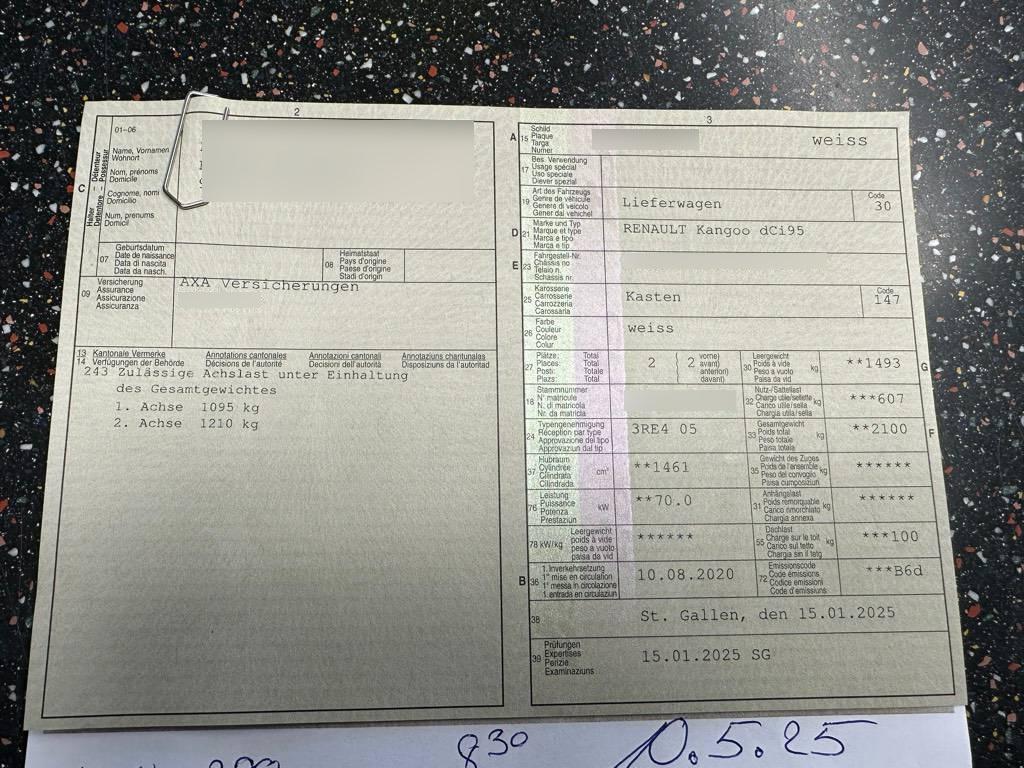 2
01–06
Name, Vornamen
Wohnort
Nom, prénoms
Domicile
Cognome, nomi
Domicilio
Num, prenums
Domicil
C
Halter – Détenteur
Detentore – Possessur
07
Geburtsdatum
Date de naissance
Data di nascita
Data da nasch.
08
Heimatstaat
Pays d'origine
Paese d'origine
Stadi d'origin
09
Versicherung
Assurance
Assicurazione
Assicuranza
AXA Versicherungen
13 Kantonale Vermerke Annotations cantonales Annotazioni cantonali Annotaziuns chantunalas
14 Verfügungen der Behörde Décisions de l'autorité Decisioni dell'autorità Disposiziuns da l'autoritad
243 Zulässige Achslast unter Einhaltung
des Gesamtgewichtes
1. Achse 1095 kg
2. Achse 1210 kg
3
A 15
Schild
Plaque
Targa
Numer
weiss
17
Bes. Verwendung
Usage spécial
Uso speciale
Diever spezial
19
Art des Fahrzeugs
Genre de véhicule
Genere di veicolo
Gener dal vehichel
Lieferwagen
Code
30
D 21
Marke und Typ
Marque et type
Marca e tipo
Marca e tip
RENAULT Kangoo dCi95
E 23
Fahrgestell-Nr.
Châssis no
Telaio n.
Schassis nr.
25
Karosserie
Carrosserie
Carrozzeria
Carossaria
Kasten
Code
147
26
Farbe
Couleur
Colore
Colur
weiss
27
Plätze: Total
Places: Total
Posti: Totale
Plazs: Total
2 2
vorne)
avant)
anteriori)
davant)
30
Leergewicht
Poids à vide
Peso a vuoto
Paisa da vid
kg
**1493
G
18
Stammnummer
N° matricule
N. di matricola
Nr. da matricla
32
Nutz-/Sattellast
Charge utile/sellette
Carico utile/sella
Chargia utila/sella
kg
***607
24
Typengenehmigung
Réception par type
Approvazione del tipo
Approvaziun dal tip
3RE4 05
33
Gesamtgewicht
Poids total
Peso totale
Paisa totala
kg
**2100
F
37
Hubraum
Cylindrée
Cilindrata
Cilindrada
cm³
**1461
35
Gewicht des Zuges
Poids de l'ensemble
Peso del convoglio
Paisa cumposiziun
kg
******
76
Leistung
Puissance
Potenza
Prestaziun
kW
**70.0
31
Anhängelast
Poids remorquable
Carico rimorchiato
Chargia annexa
kg
******
78 kW/kg
Leergewicht
poids à vide
peso a vuoto
paisa da vid
******
55
Dachlast
Charge sur le toit
Carico sul tetto
Chargia sin il tetg
kg
***100
B 36
1. Inverkehrsetzung
1re mise en circulation
1a messa in circolazione
1. entrada en circulaziun
10.08.2020
72
Emissionscode
Code émissions
Codice emissioni
Code d'emissiuns
***B6d
38
St. Gallen, den 15.01.2025
39
Prüfungen
Expertises
Perizie
Examinaziuns
15.01.2025 SG
830 10.5.25